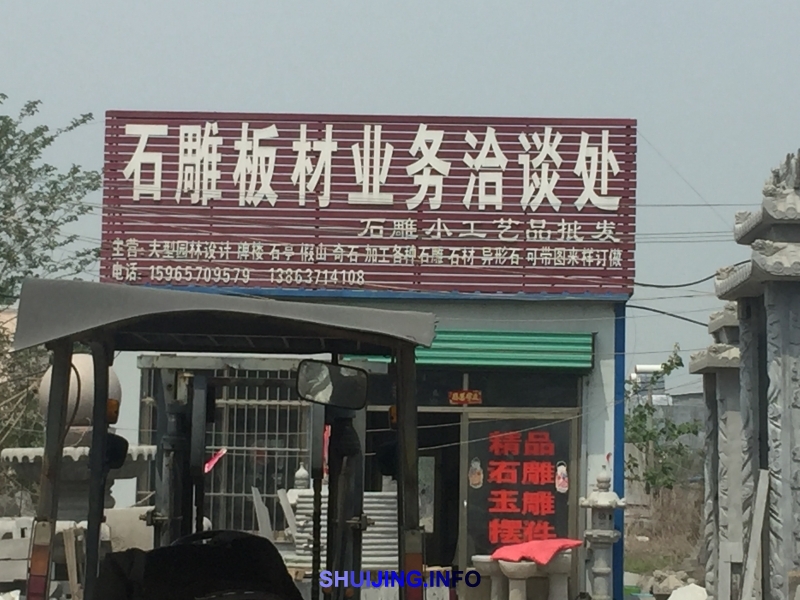 石雕板材业务洽谈处
石雕小工艺品批发
主营: 大型园林设计 牌楼 石亭 假山 奇石 加工各种石雕 石材 异形石 可带图来样订做
电话: 15965709579 13863714108
精品
石雕
玉雕
摆件
SHUIJING.INFO